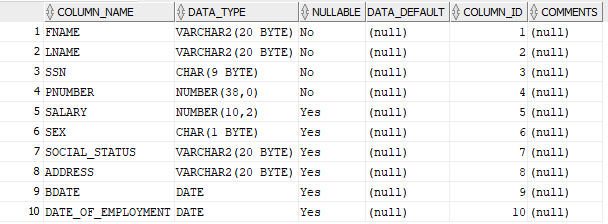 COLUMN_NAME DATA_TYPE NULLABLE DATA_DEFAULT COLUMN_ID COMMENTS
1 FNAME VARCHAR2(20 BYTE) No (null) 1 (null)
2 LNAME VARCHAR2(20 BYTE) No (null) 2 (null)
3 SSN CHAR(9 BYTE) No (null) 3 (null)
4 PNUMBER NUMBER(38,0) No (null) 4 (null)
5 SALARY NUMBER(10,2) Yes (null) 5 (null)
6 SEX CHAR(1 BYTE) Yes (null) 6 (null)
7 SOCIAL_STATUS VARCHAR2(20 BYTE) Yes (null) 7 (null)
8 ADDRESS VARCHAR2(20 BYTE) Yes (null) 8 (null)
9 BDATE DATE Yes (null) 9 (null)
10 DATE_OF_EMPLOYMENT DATE Yes (null) 10 (null)